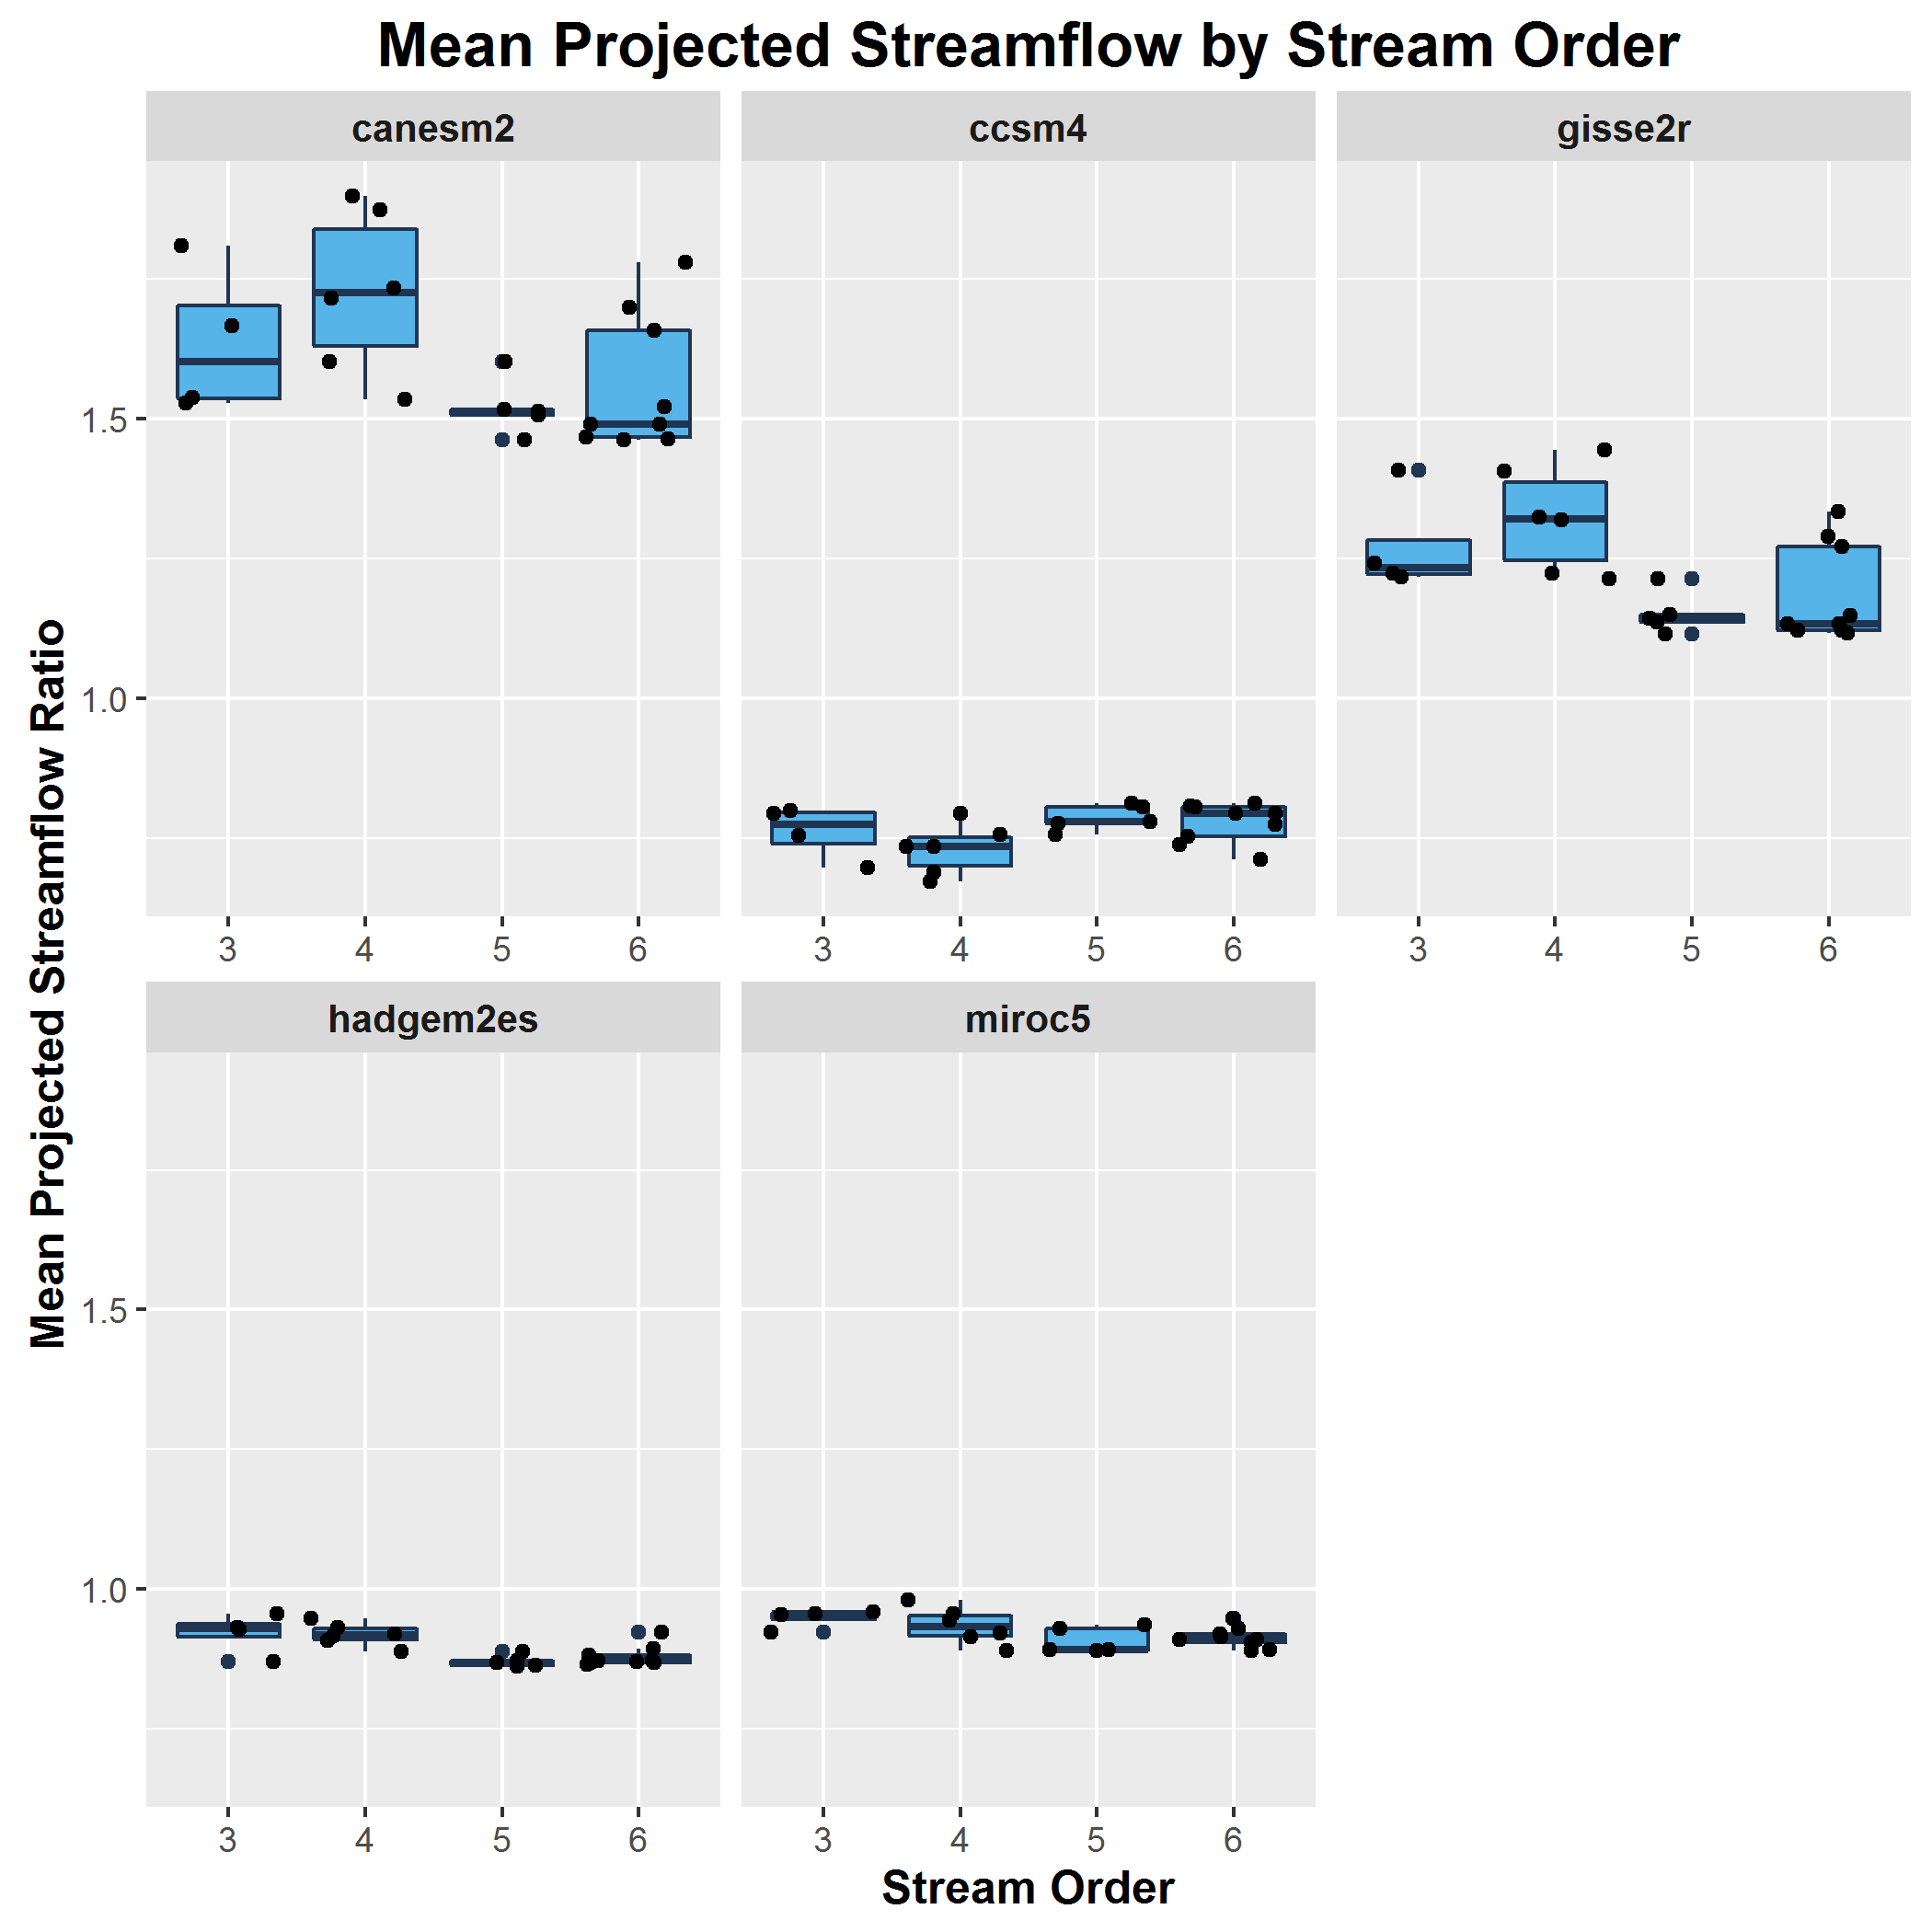 Mean Projected Streamflow by Stream Order
canesm2 ccsm4 gisse2r
1.5
1.0
3 4 5 6 3 4 5 6 3 4 5 6
Mean Projected Streamflow Ratio
hadgem2es miroc5
1.5
1.0
3 4 5 6 3 4 5 6
Stream Order